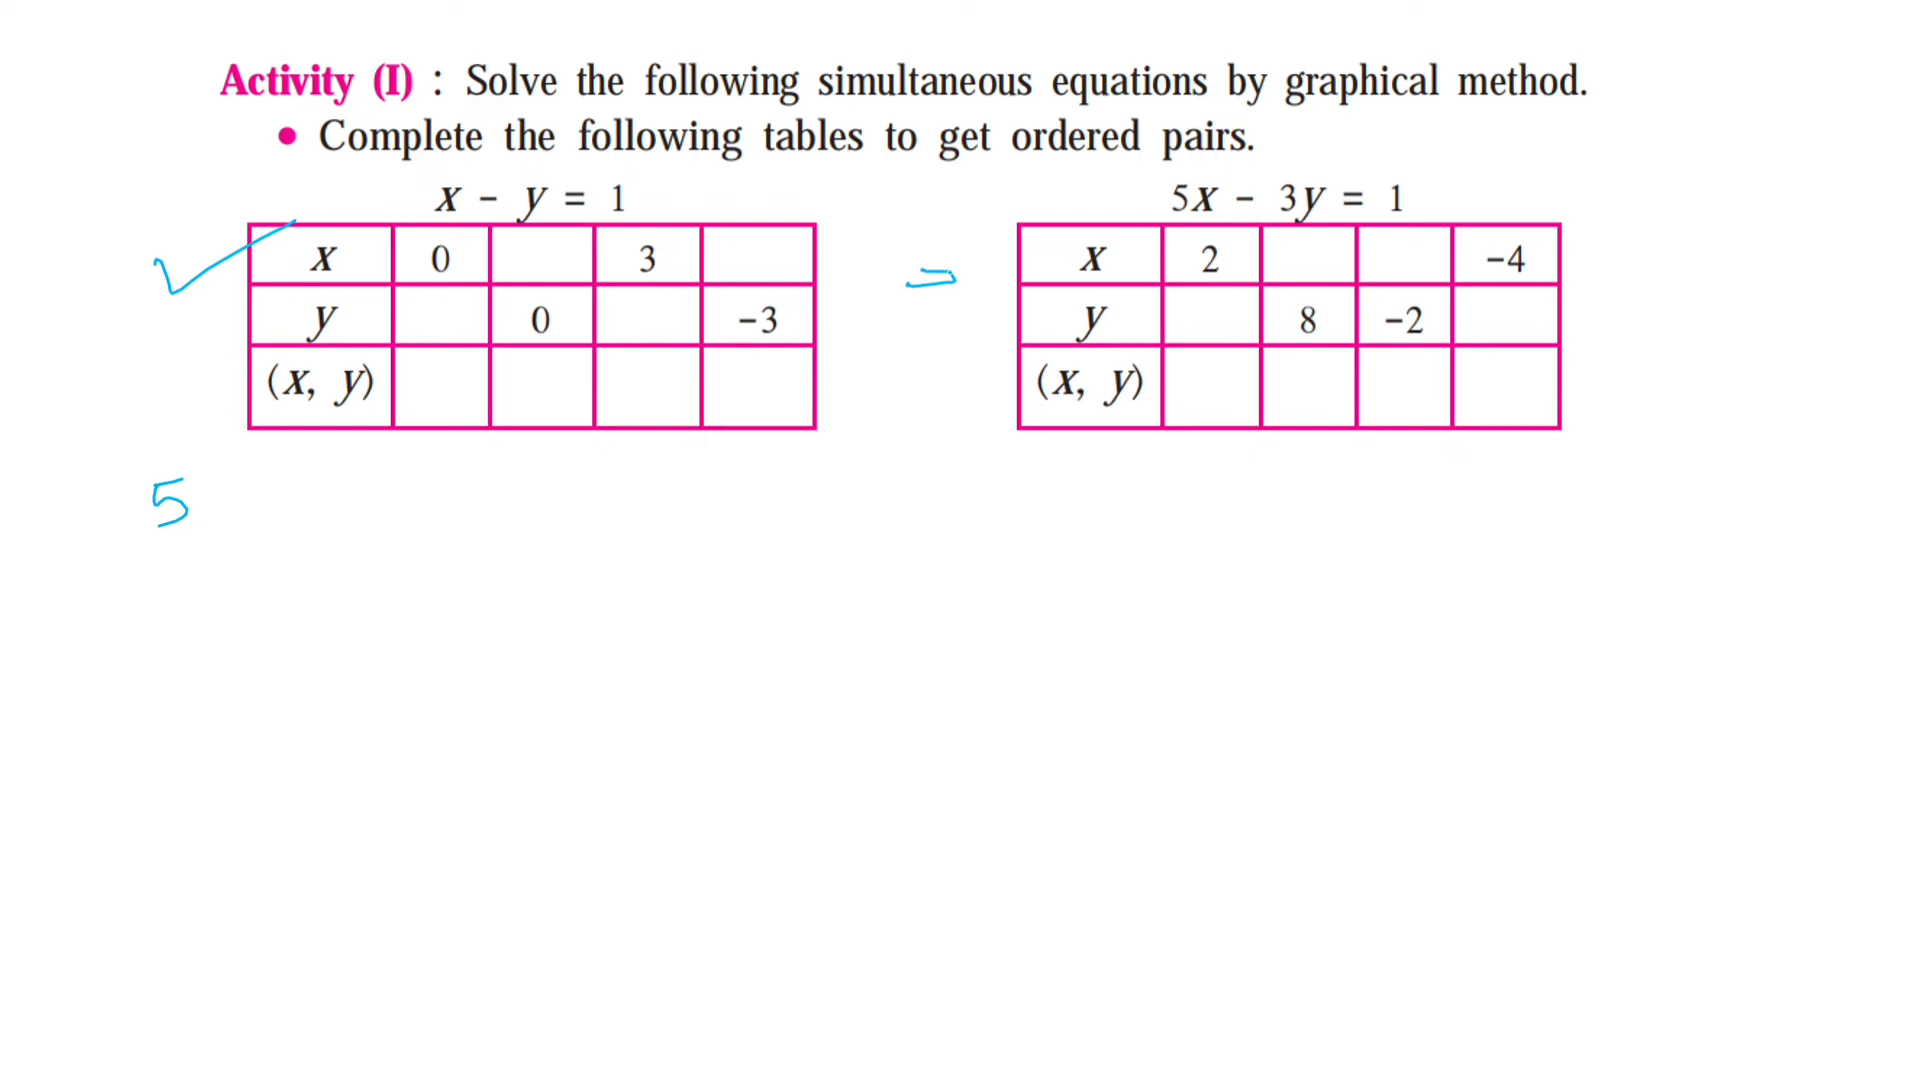 Activity (I) : Solve the following simultaneous equations by graphical method.
• Complete the following tables to get ordered pairs.
x - y = 1
x 0 3
y 0 -3
(x, y)
5x - 3y = 1
x 2 -4
y 8 -2
(x, y)
5